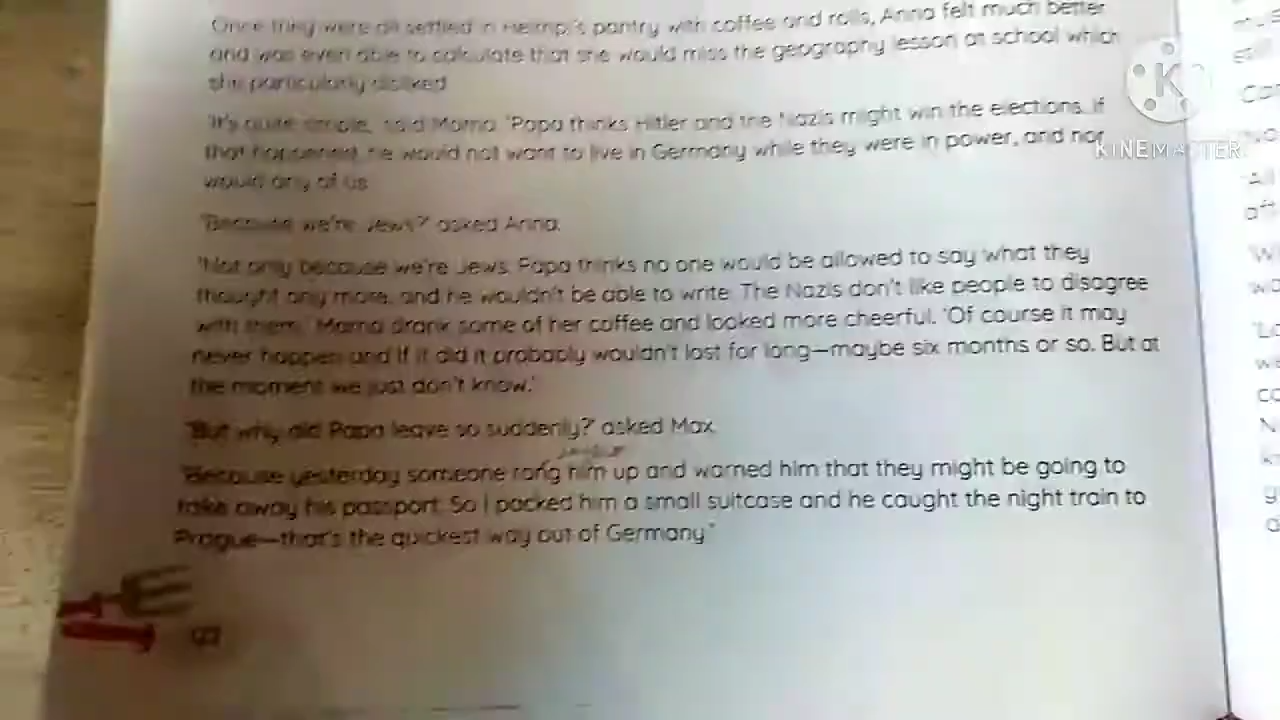 Once they were all settled in Heimpi's pantry with coffee and rolls, Anna felt much better
and was even able to calculate that she would miss the geography lesson at school which
she particularly disliked.
'It's quite simple,' said Mama. 'Papa thinks Hitler and the Nazis might win the elections. If
that happened, he would not want to live in Germany while they were in power, and nor
would any of us.'
'Because we're Jews?' asked Anna.
'Not only because we're Jews. Papa thinks no one would be allowed to say what they
thought any more, and he wouldn't be able to write. The Nazis don't like people to disagree
with them.' Mama drank some of her coffee and looked more cheerful. 'Of course it may
never happen and if it did it probably wouldn't last for long—maybe six months or so. But at
the moment we just don't know.'
'But why did Papa leave so suddenly?' asked Max.
'Because yesterday someone rang him up and warned him that they might be going to
take away his passport. So I packed him a small suitcase and he caught the night train to
Prague—that's the quickest way out of Germany.'
K
KINEMASTER